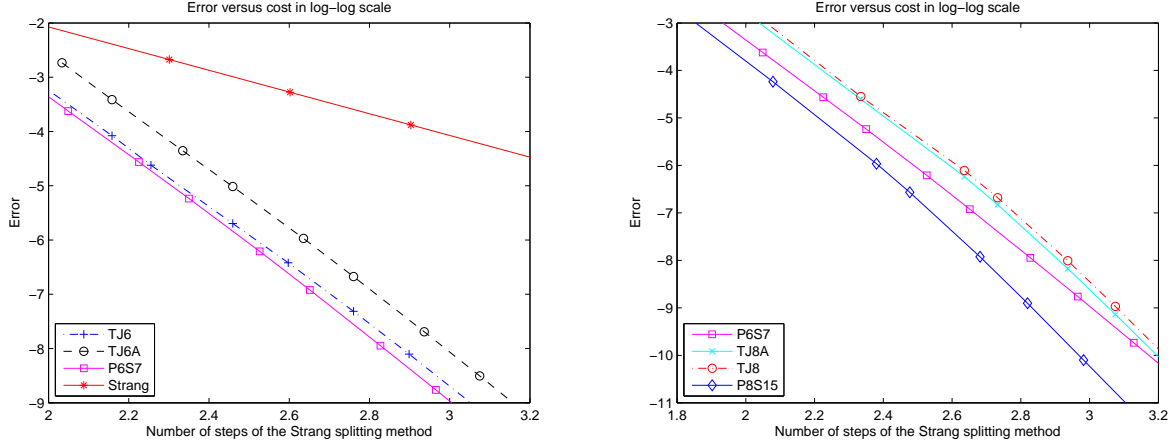 Error versus cost in log−log scale
−2
−3
−4
−5
−6
−7
−8
−9
Error
2
2.2
2.4
2.6
2.8
3
3.2
Number of steps of the Strang splitting method
TJ6
TJ6A
P6S7
Strang
Error versus cost in log−log scale
−3
−4
−5
−6
−7
−8
−9
−10
−11
Error
1.8
2
2.2
2.4
2.6
2.8
3
3.2
Number of steps of the Strang splitting method
P6S7
TJ8A
TJ8
P8S15